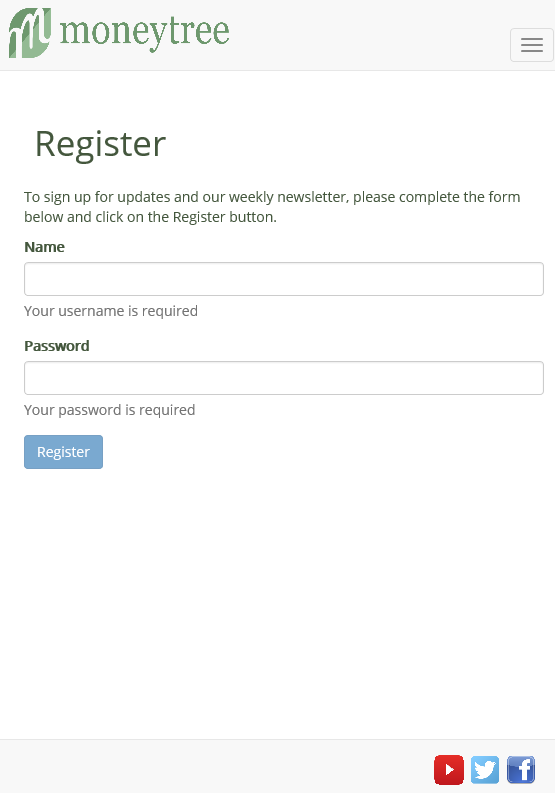 moneytree
Register
To sign up for updates and our weekly newsletter, please complete the form
below and click on the Register button.
Name
Your username is required
Password
Your password is required
Register